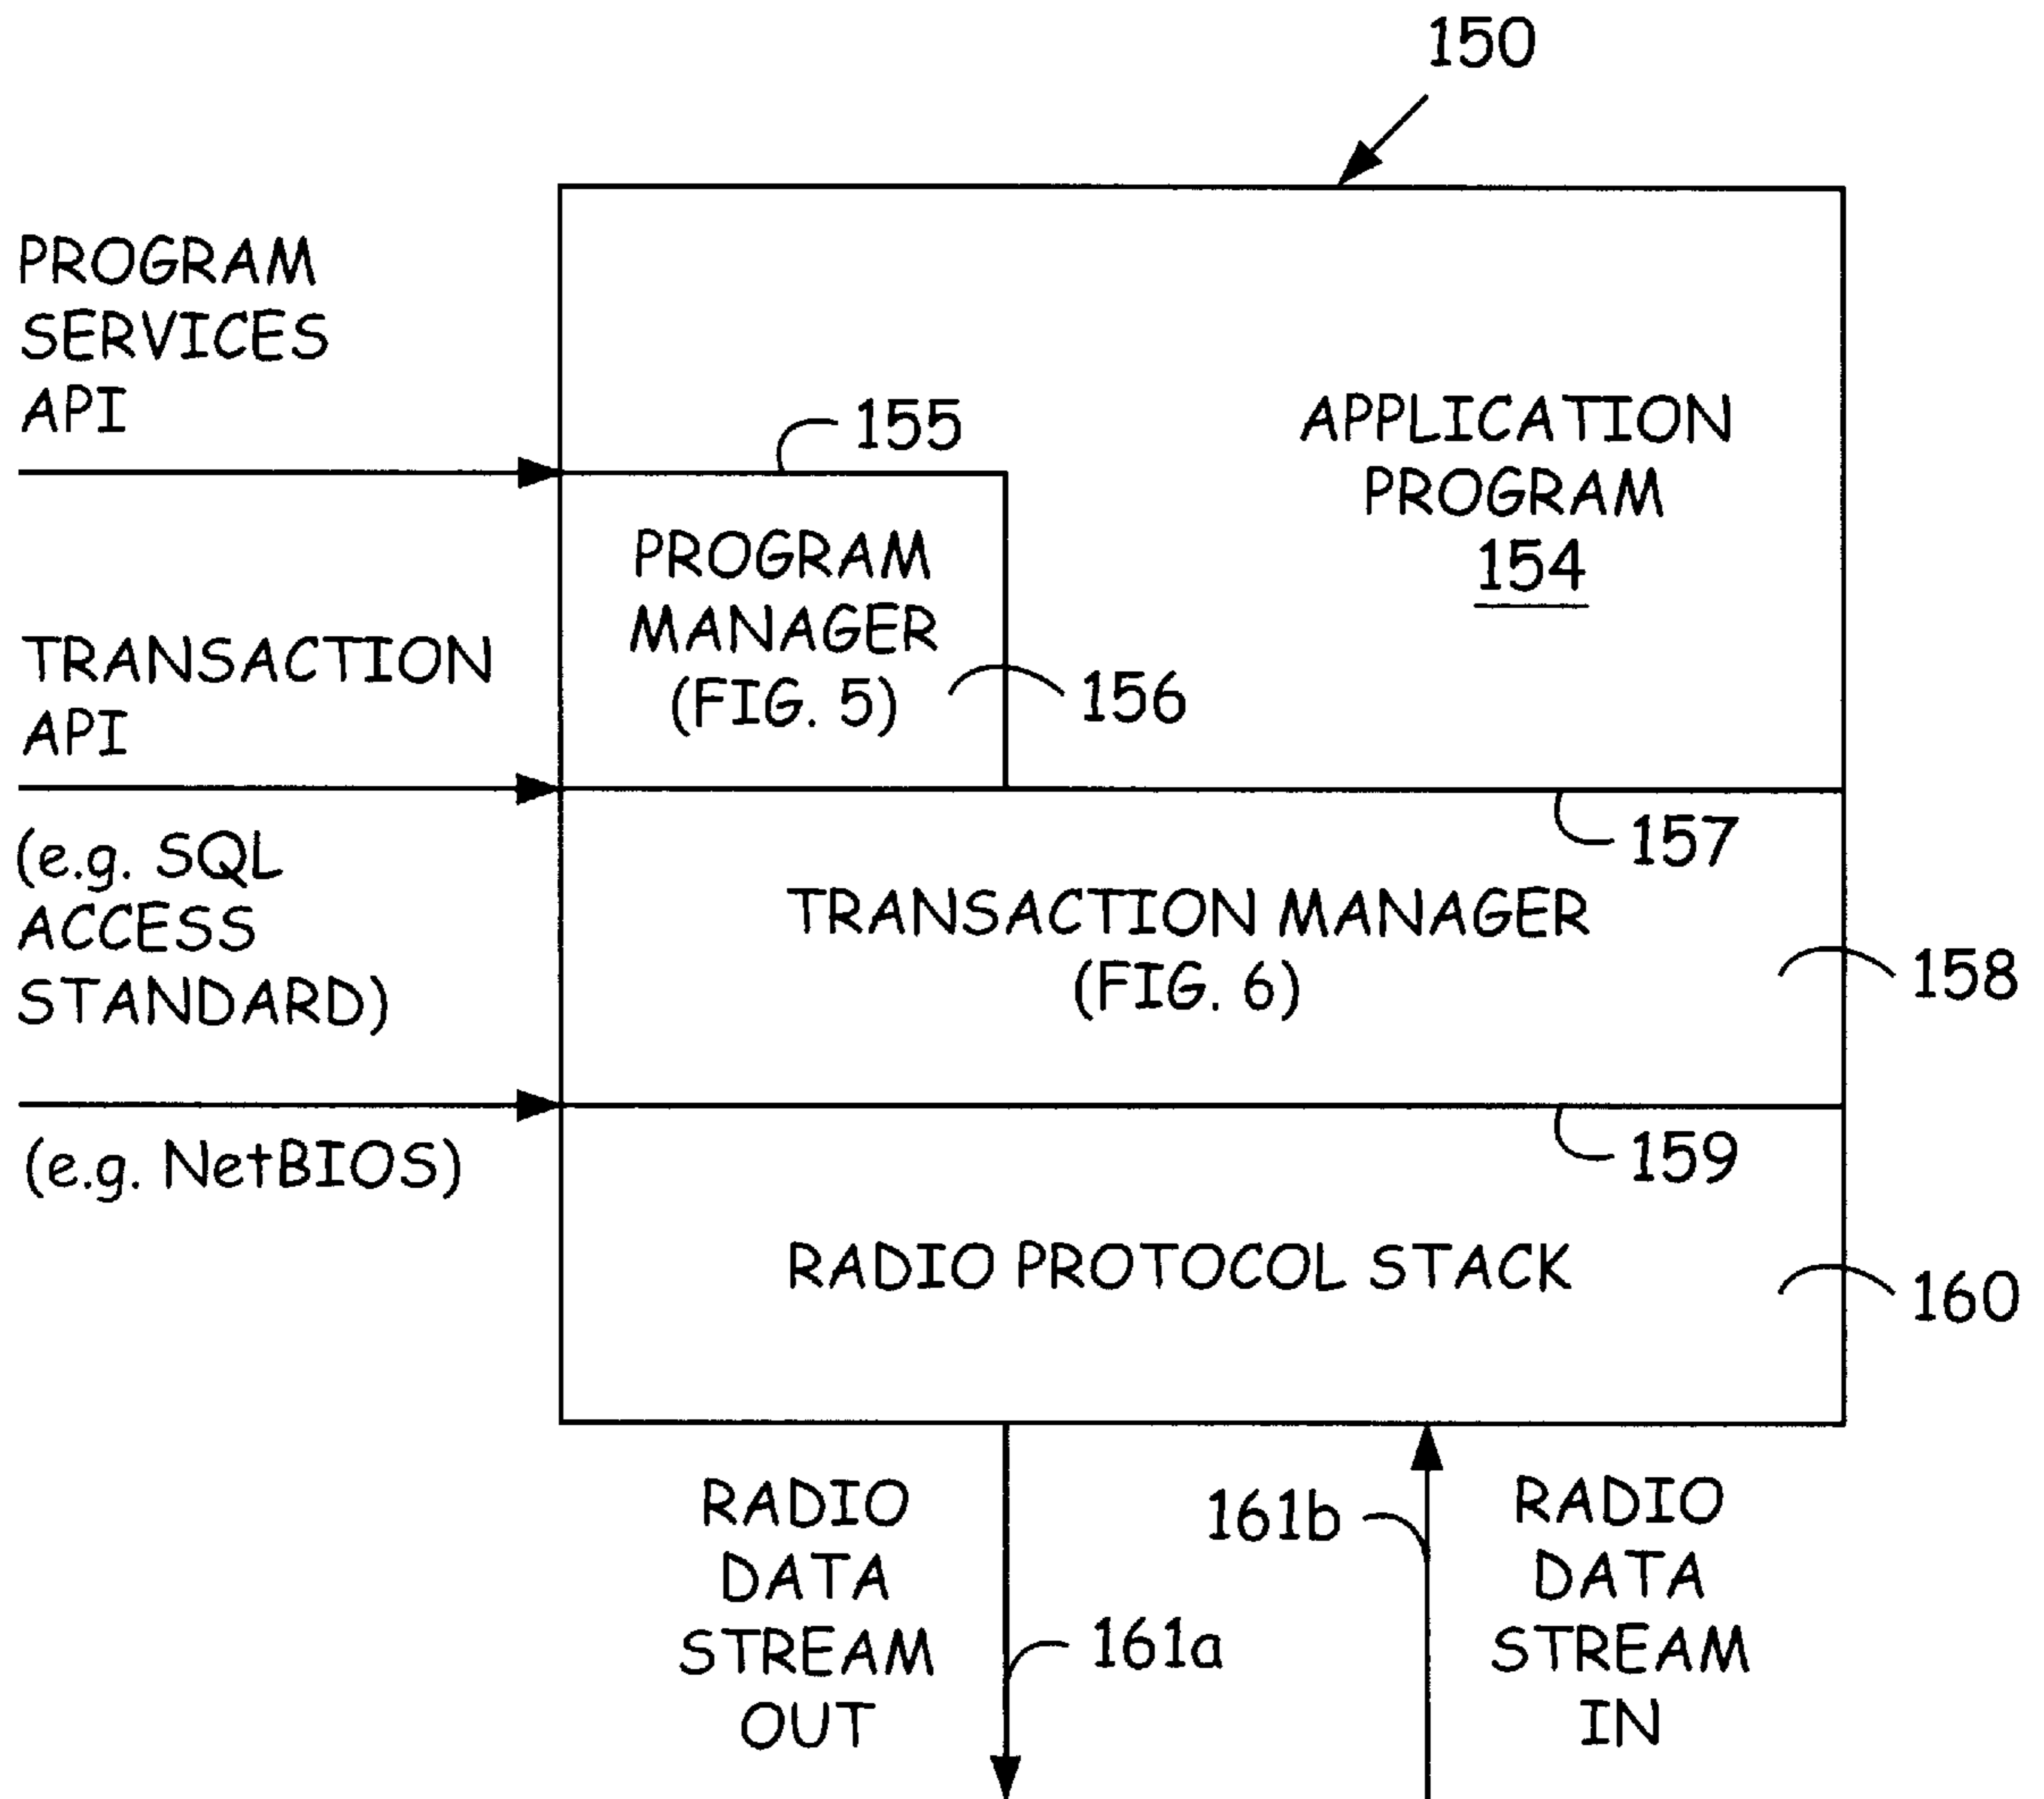 150
PROGRAM
SERVICES
API
155
APPLICATION
PROGRAM
154
PROGRAM
MANAGER
(FIG. 5)
156
TRANSACTION
API
157
(e.g. SQL
ACCESS
STANDARD)
TRANSACTION MANAGER
(FIG. 6)
158
(e.g. NetBIOS)
159
RADIO PROTOCOL STACK
160
RADIO
DATA
STREAM
OUT
161a
161b
RADIO
DATA
STREAM
IN